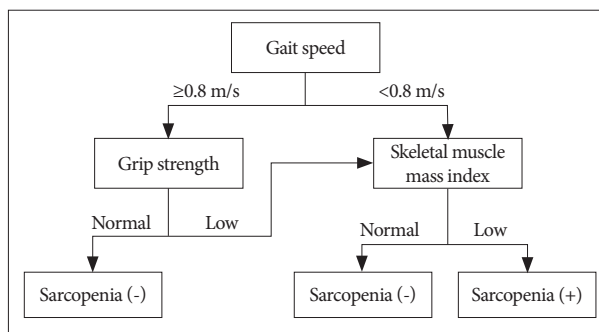 Gait speed
≥0.8 m/s
<0.8 m/s
Grip strength
Skeletal muscle
mass index
Normal
Low
Normal
Low
Sarcopenia (-)
Sarcopenia (-)
Sarcopenia (+)